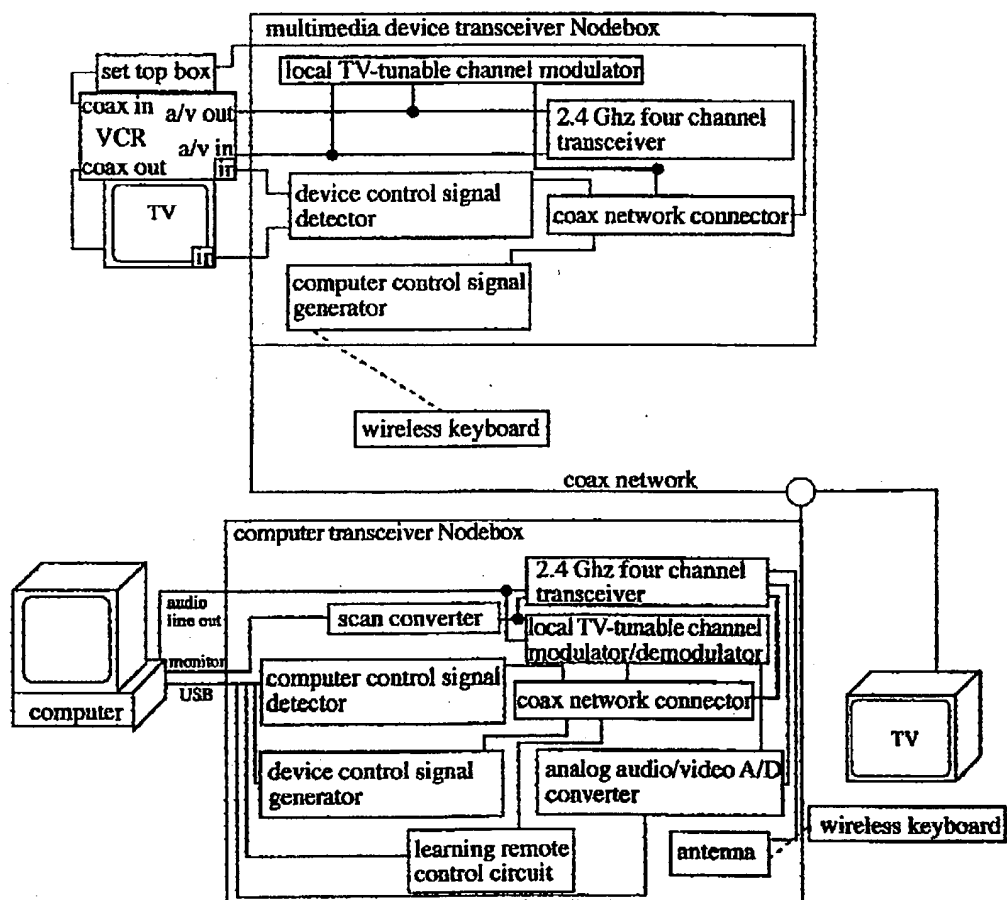 multimedia device transceiver Nodebox
set top box
local TV-tunable channel modulator
coax in
a/v out
VCR
2.4 Ghz four channel
transceiver
a/v in
coax out
in
device control signal
detector
TV
coax network connector
in
computer control signal
generator
wireless keyboard
coax network
computer transceiver Nodebox
2.4 Ghz four channel
transceiver
audio
line out
scan converter
local TV-tunable channel
modulator/demodulator
monitor
USB
computer control signal
detector
coax network connector
computer
TV
device control signal
generator
analog audio/video A/D
converter
wireless keyboard
learning remote
control circuit
antenna